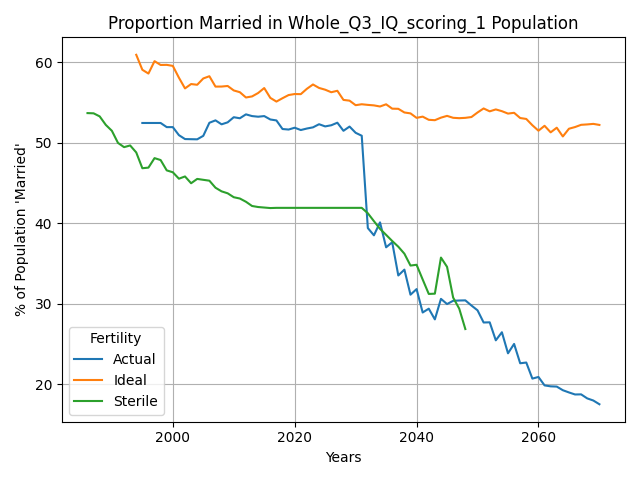 Proportion Married in Whole_Q3_IQ_scoring_1 Population
% of Population 'Married'
60
50
40
30
20
Fertility
Actual
Ideal
Sterile
2000
2020
2040
2060
Years